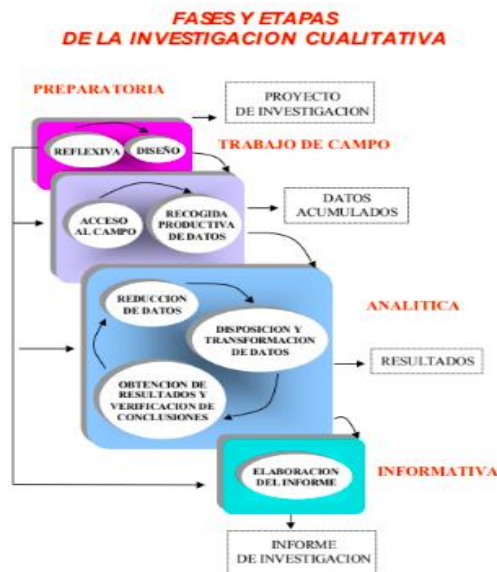 FASES Y ETAPAS
DE LA INVESTIGACION CUALITATIVA
PREPARATORIA
PROYECTO
DE INVESTIGACION
REFLEXIVA
DISEÑO
TRABAJO DE CAMPO
ACCESO
AL CAMPO
RECOGIDA
PRODUCTIVA
DE DATOS
DATOS
ACUMULADOS
REDUCCION
DE DATOS
ANALITICA
DISPOSICION Y
TRANSFORMACION
DE DATOS
RESULTADOS
OBTENCION DE
RESULTADOS Y
VERIFICACION DE
CONCLUSIONES
ELABORACION
DEL INFORME
INFORMATIVA
INFORME
DE INVESTIGACION